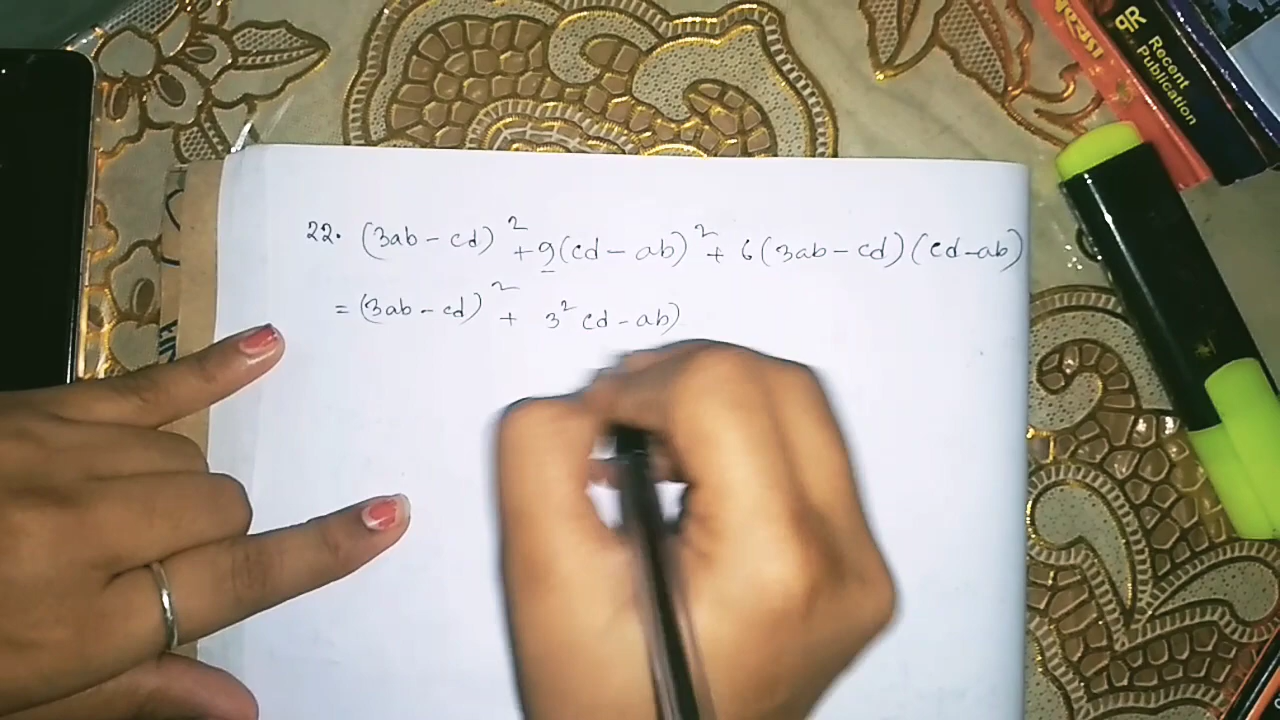 22. (3ab - cd)² + 9(cd - ab)² + 6(3ab - cd)(cd - ab)
= (3ab - cd)² + 3² cd - ab)
Recent
Publication